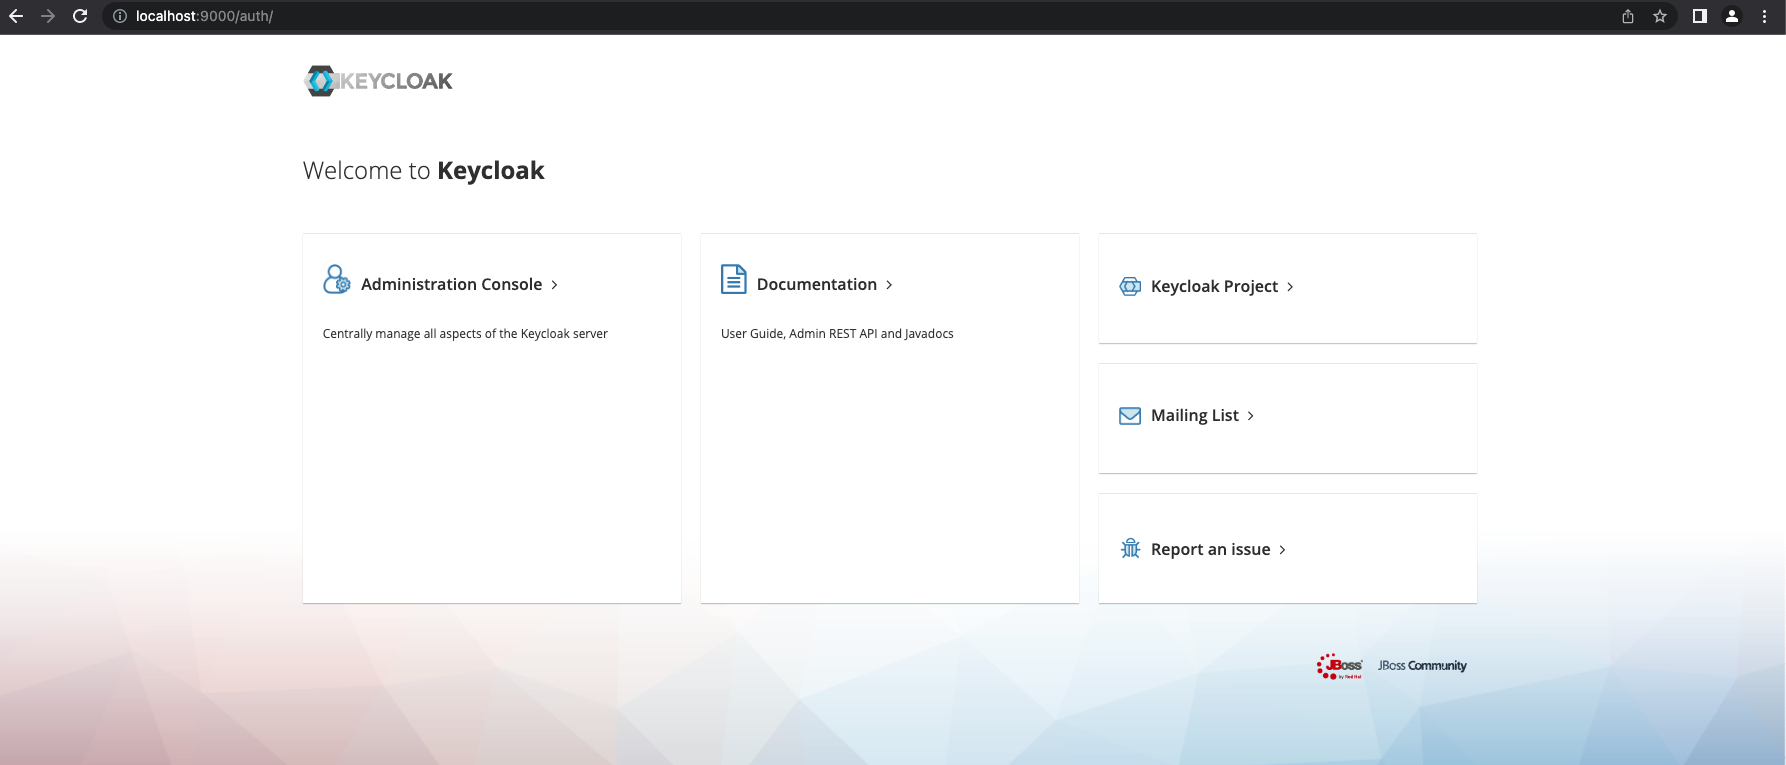 localhost:9000/auth/
KEYCLOAK
Welcome to Keycloak
Administration Console
Centrally manage all aspects of the Keycloak server
Documentation
User Guide, Admin REST API and Javadocs
Keycloak Project
Mailing List
Report an issue
JBoss
by Red Hat
JBoss Community